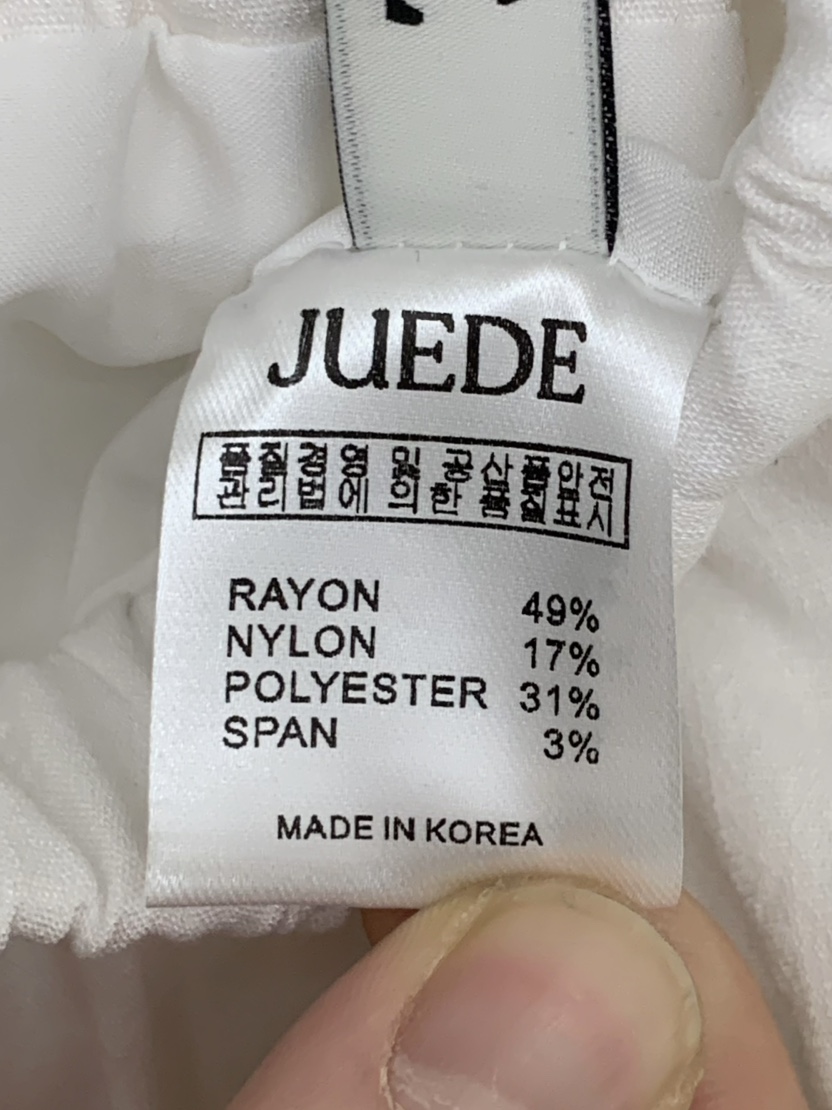 JUEDE
품질경영 및 공산품안전
관리법에 의한 품질표시
RAYON 49%
NYLON 17%
POLYESTER 31%
SPAN 3%
MADE IN KOREA